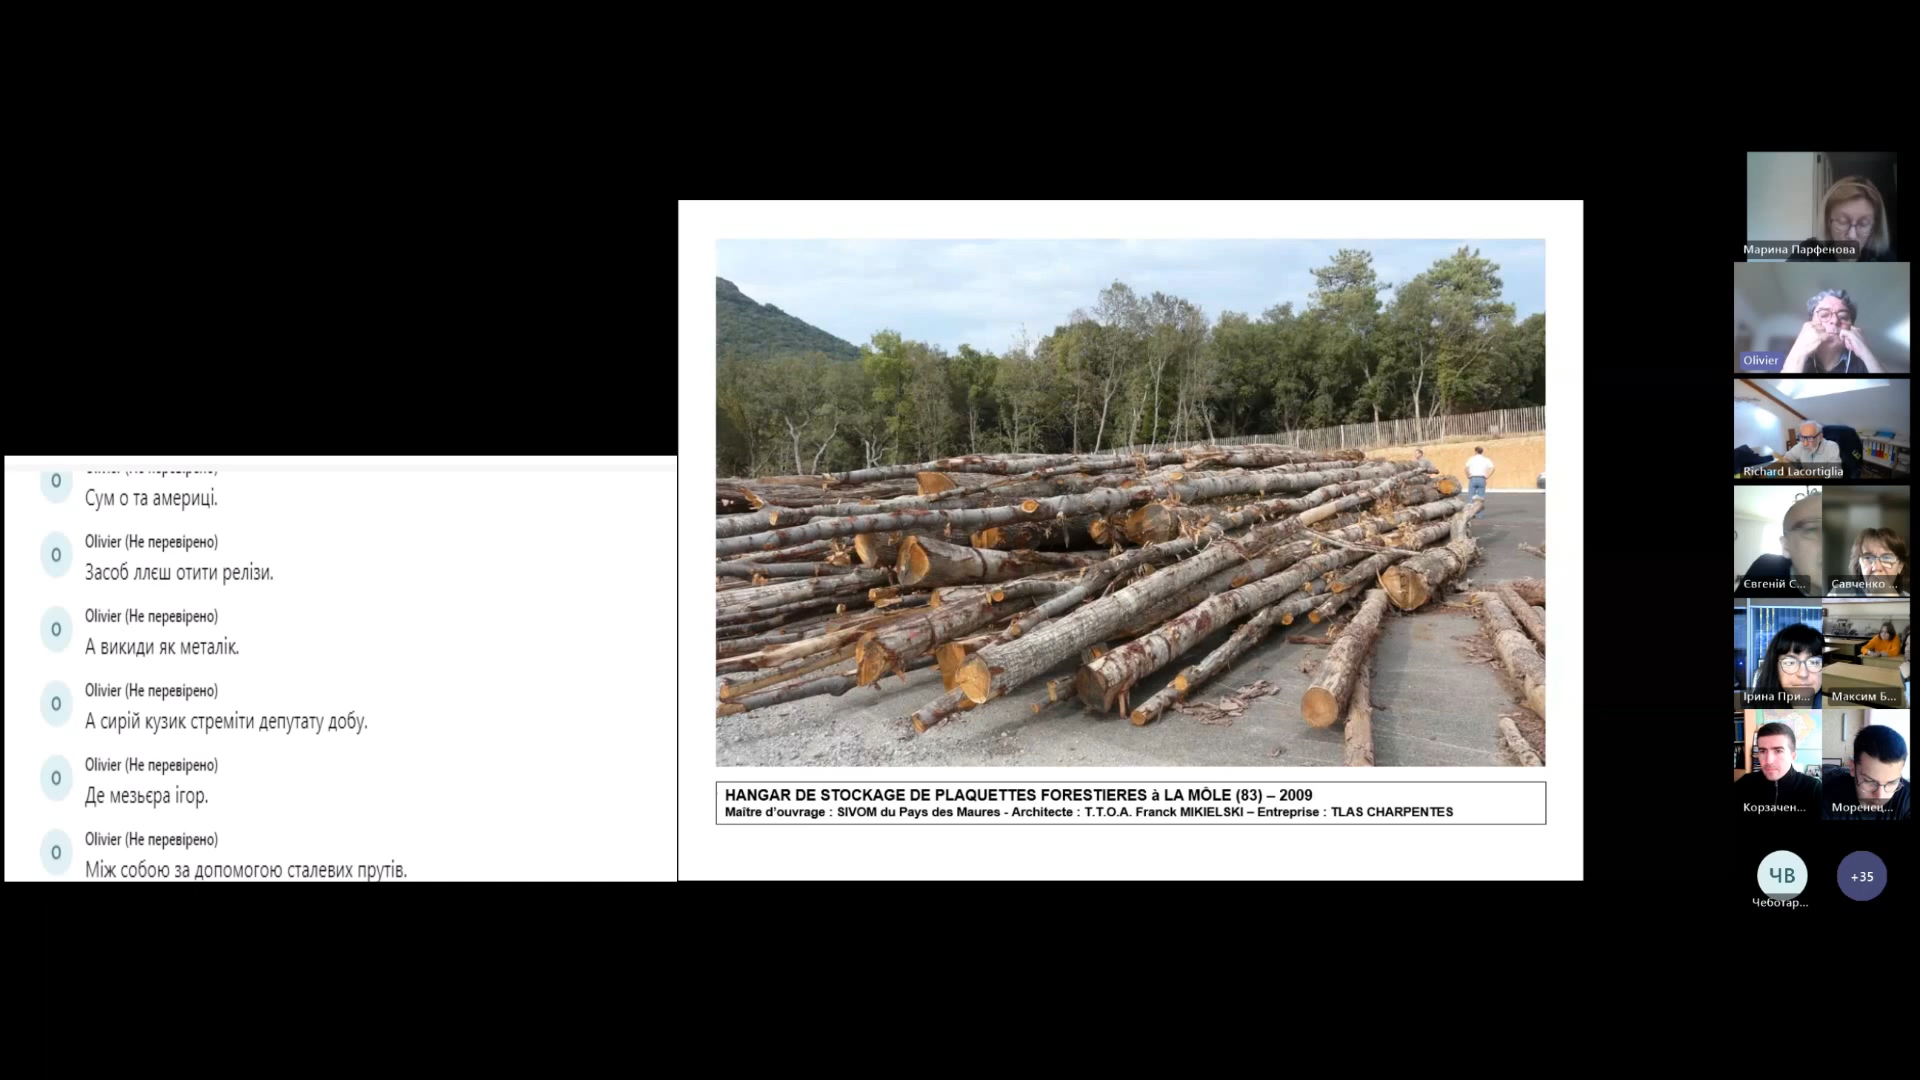 Olivier (Не перевірено)
Сум о та америці.
Olivier (Не перевірено)
Засоб ллєш отити релізи.
Olivier (Не перевірено)
А викиди як металік.
Olivier (Не перевірено)
А сирій кузик стреміти депутату добу.
Olivier (Не перевірено)
Де мезьєра ігор.
Olivier (Не перевірено)
Між собою за допомогою сталевих прутів.
O
O
O
O
O
O
HANGAR DE STOCKAGE DE PLAQUETTES FORESTIERES à LA MÔLE (83) – 2009
Maître d'ouvrage : SIVOM du Pays des Maures - Architecte : T.T.O.A. Franck MIKIELSKI – Entreprise : TLAS CHARPENTES
Марина Парфенова
Olivier
Richard Lacortiglia
Євгеній С...
Савченко ...
Ірина При...
Максим Б...
Корзачен...
Моренец...
ЧВ
+35
Чеботар...